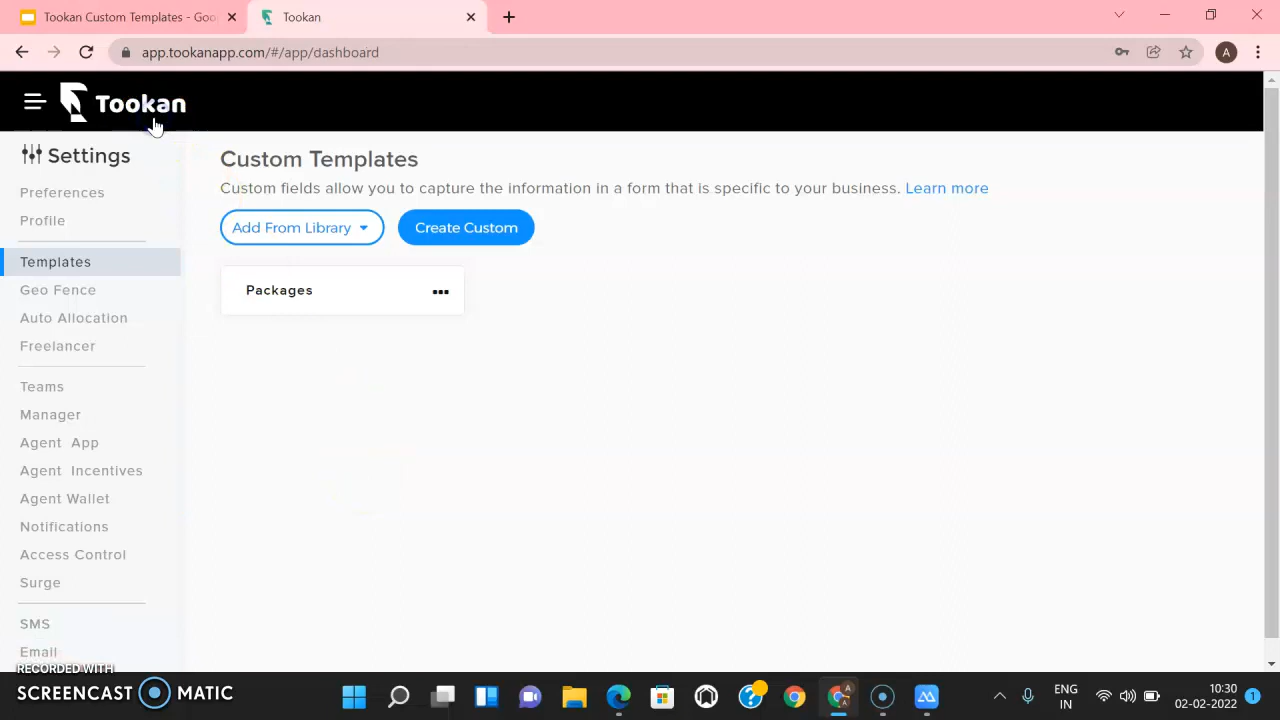 Tookan Custom Templates - Goo
Tookan
app.tookanapp.com/#/app/dashboard
A
Tookan
Settings
Preferences
Profile
Templates
Geo Fence
Auto Allocation
Freelancer
Teams
Manager
Agent App
Agent Incentives
Agent Wallet
Notifications
Access Control
Surge
SMS
Email
Custom Templates
Custom fields allow you to capture the information in a form that is specific to your business. Learn more
Add From Library
Create Custom
Packages
RECORDED WITH
SCREENCAST MATIC
A
ENG
IN
10:30
02-02-2022
1